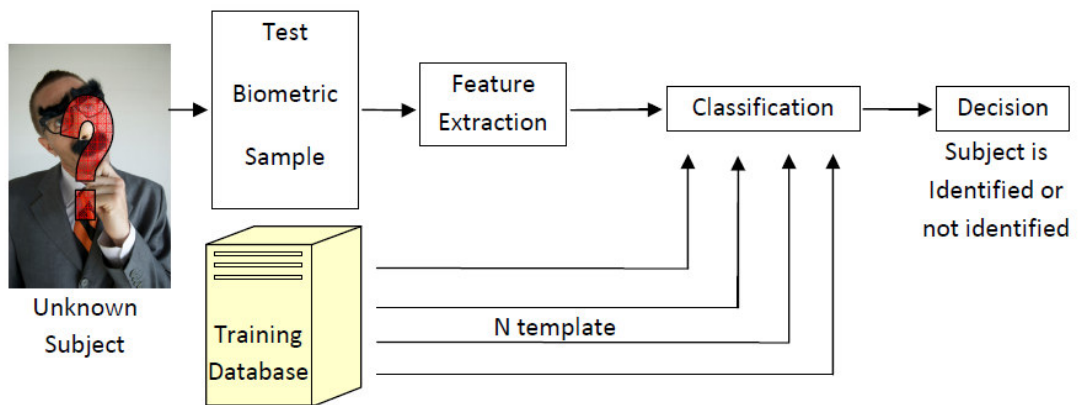 Test
Biometric
Sample
Feature
Extraction
Classification
Decision
Subject is
Identified or
not identified
?
Unknown
Subject
Training
Database
N template